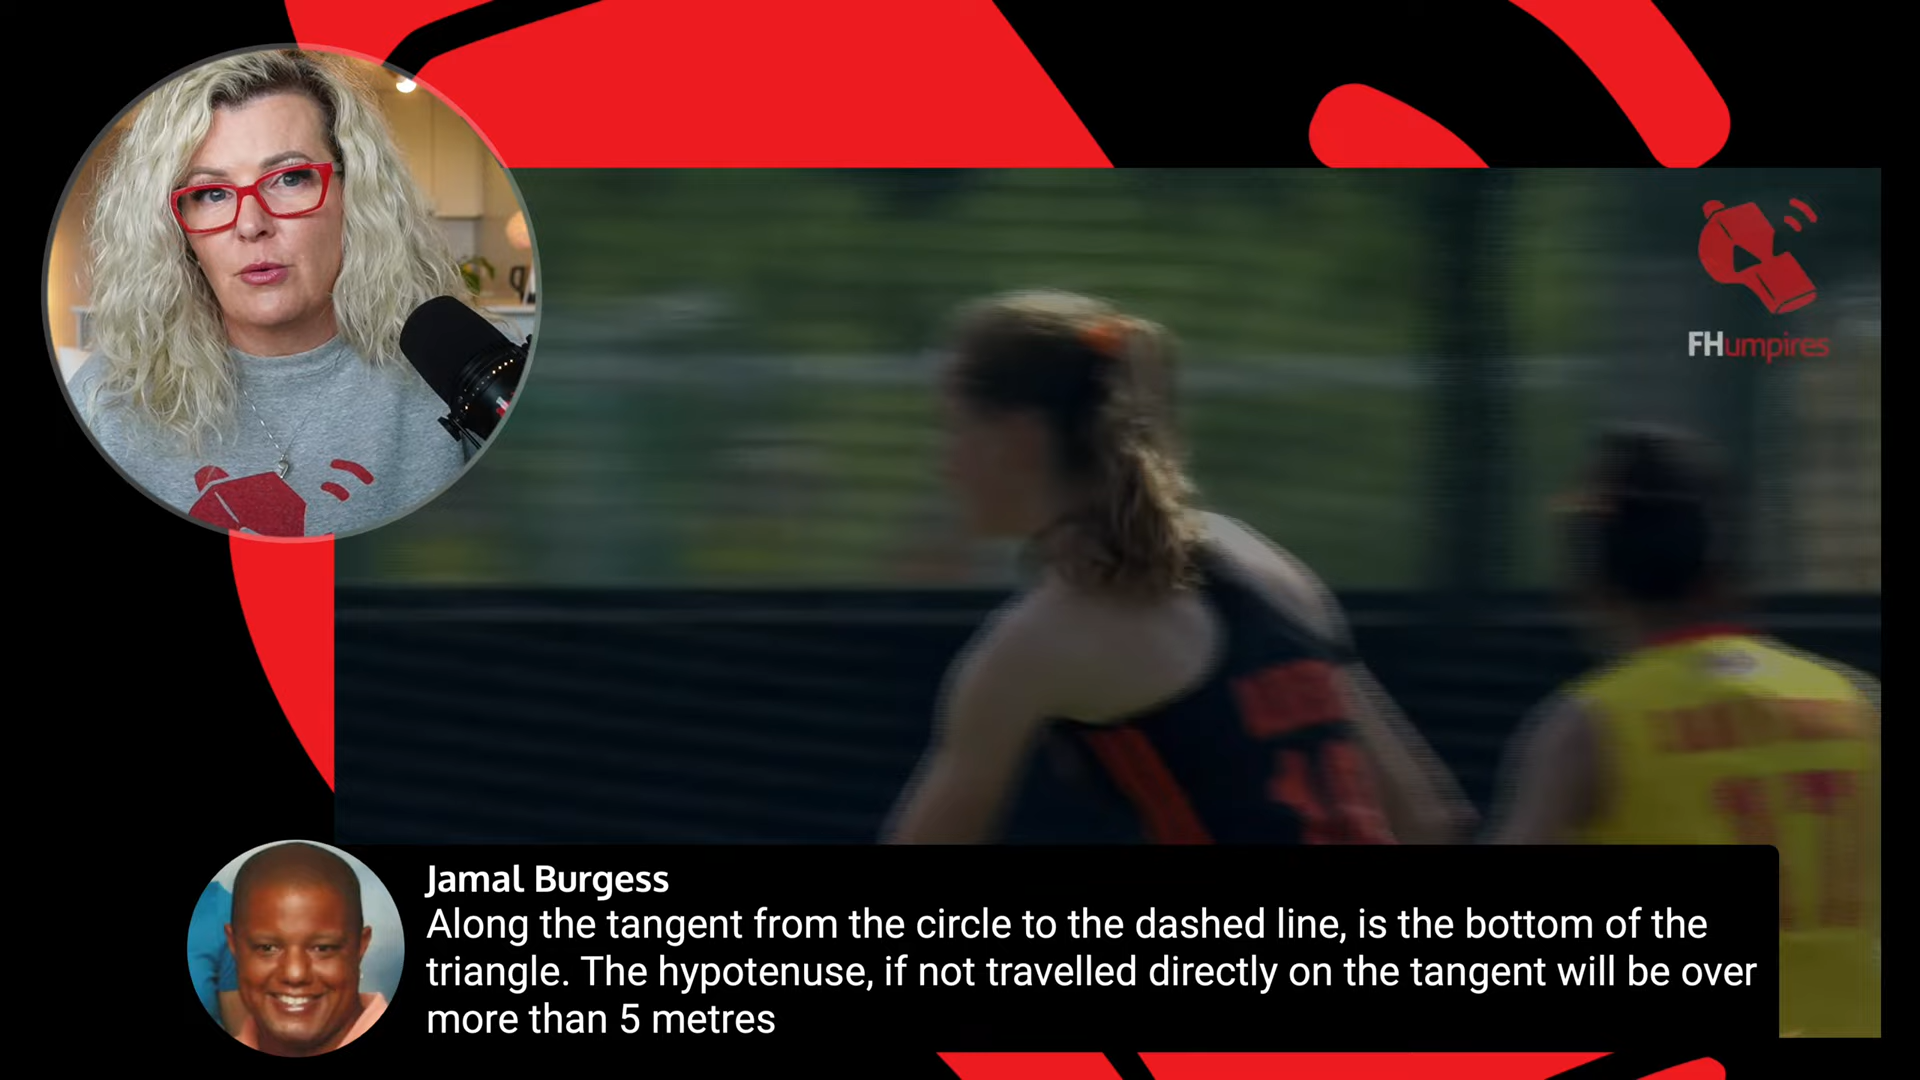 FHumpires
Jamal Burgess
Along the tangent from the circle to the dashed line, is the bottom of the
triangle. The hypotenuse, if not travelled directly on the tangent will be over
more than 5 metres